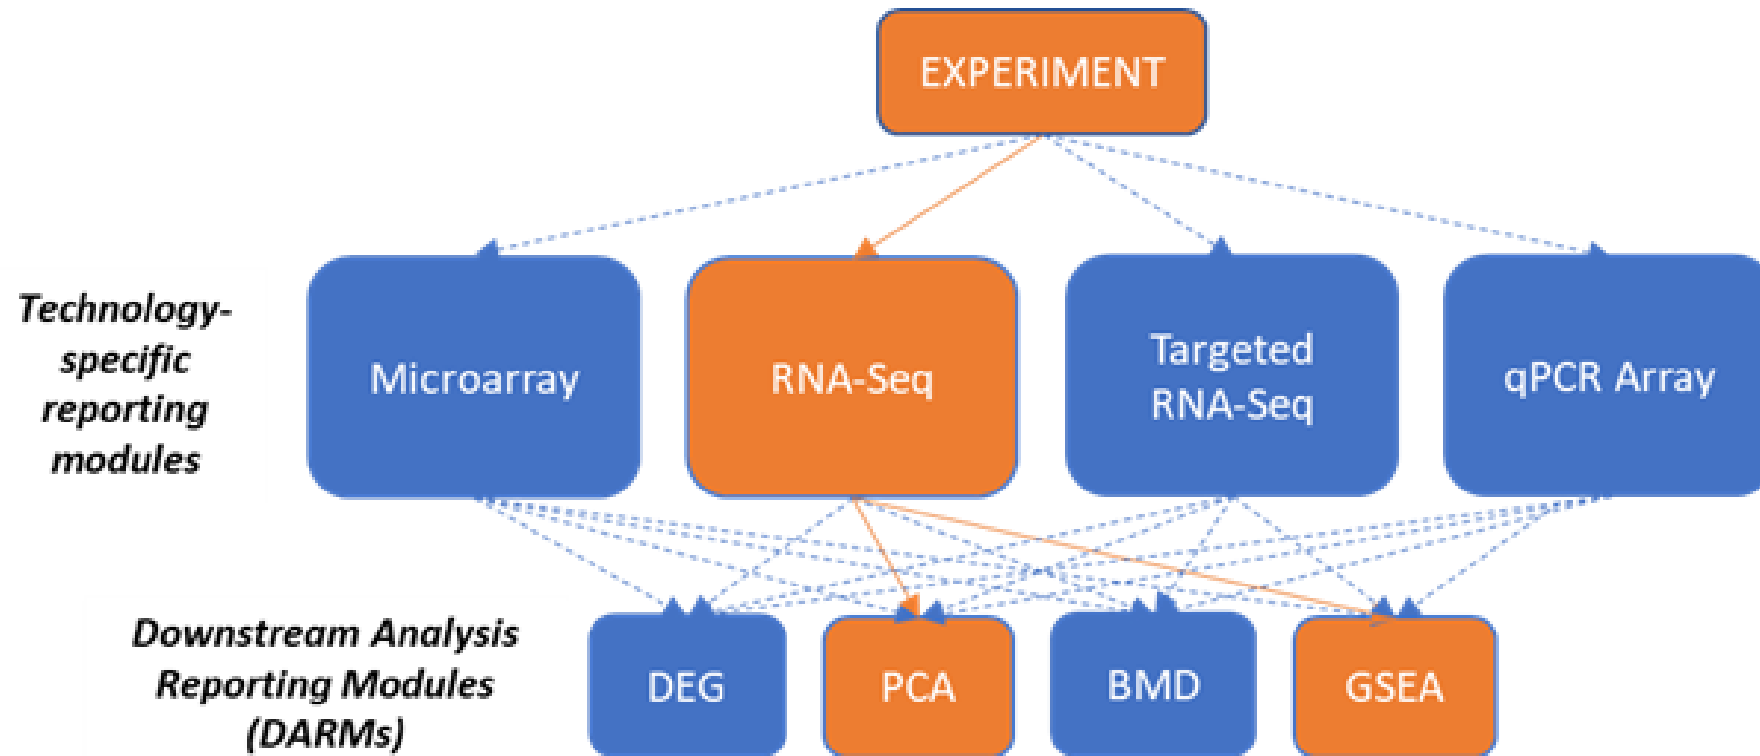 EXPERIMENT
Technology-
specific
reporting
modules
Microarray
RNA-Seq
Targeted
RNA-Seq
qPCR Array
Downstream Analysis
Reporting Modules
(DARMs)
DEG
PCA
BMD
GSEA